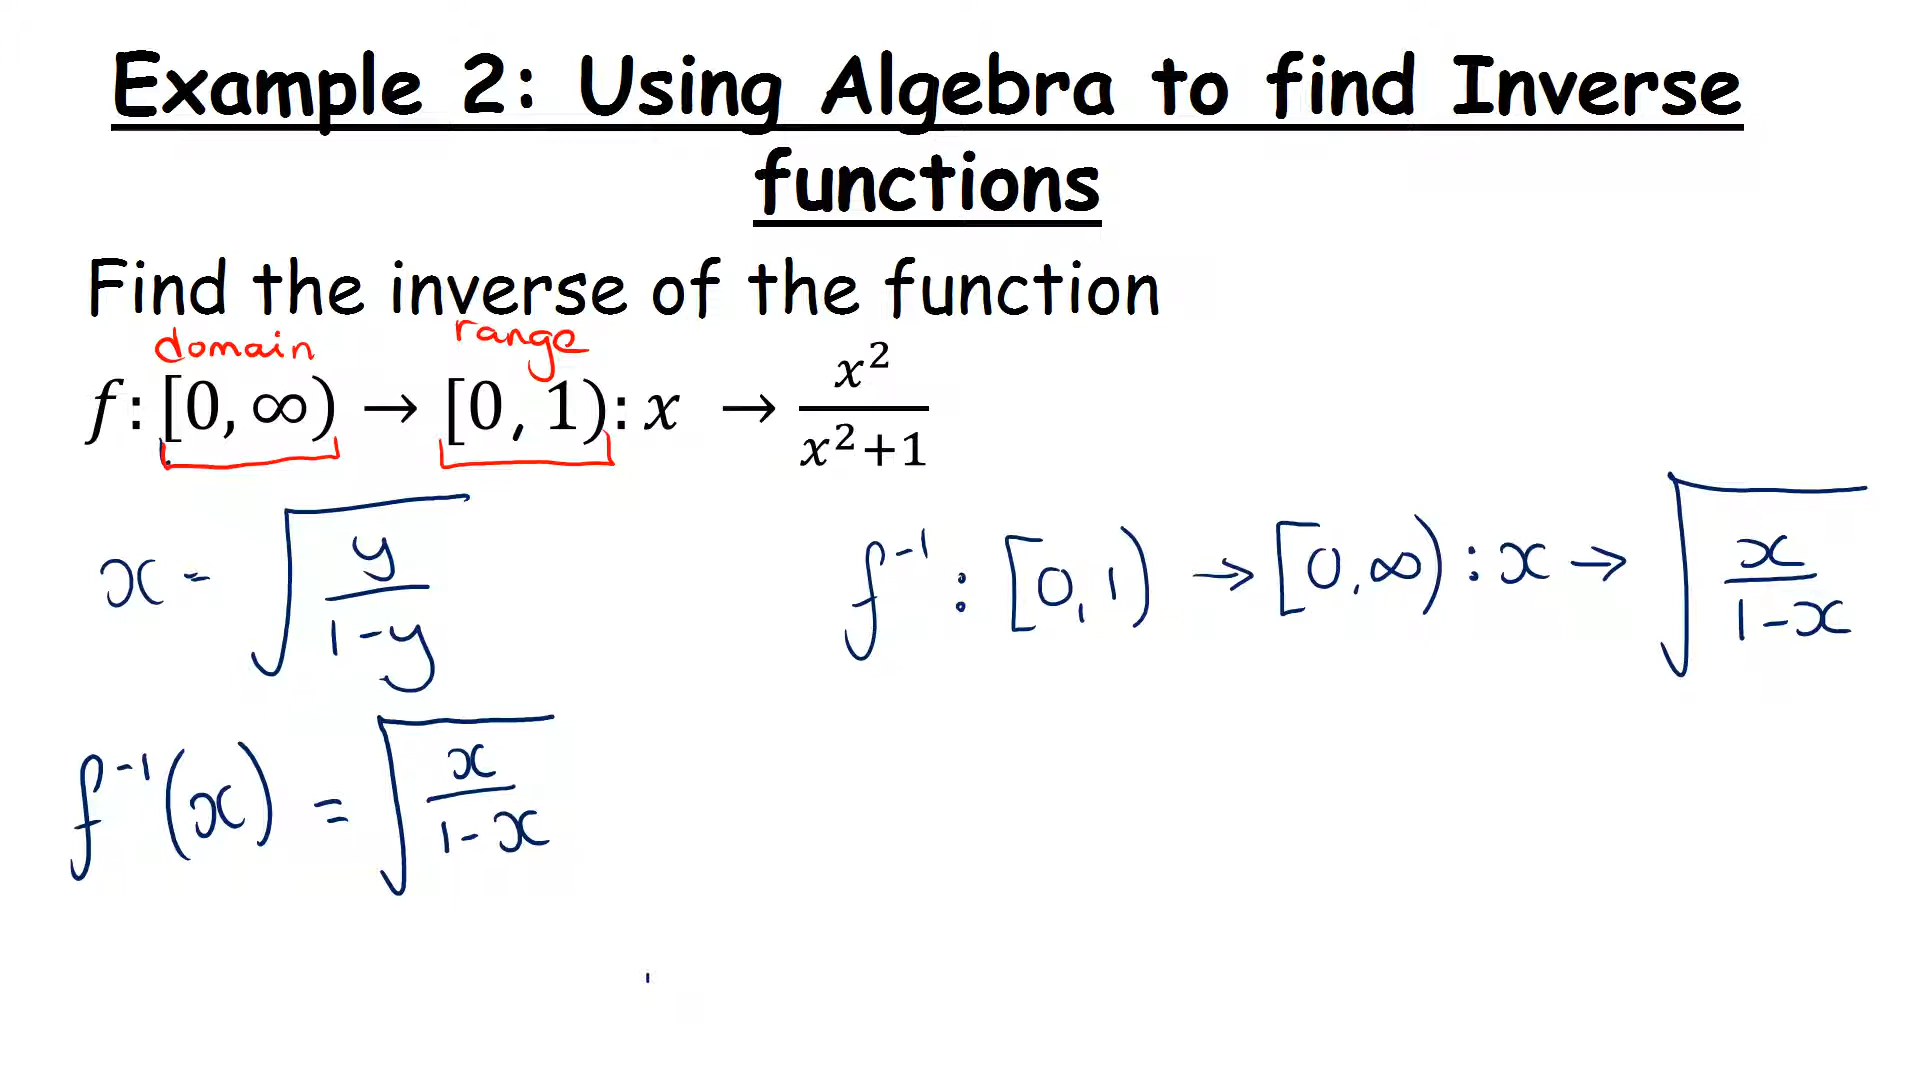 Example 2: Using Algebra to find Inverse
functions
Find the inverse of the function
domain range
f: [0, ∞) → [0, 1): x → x²/(x²+1)
x = √(y/(1-y))
f⁻¹ : [0,1) → [0,∞) : x → √(x/(1-x))
f⁻¹(x) = √(x/(1-x))